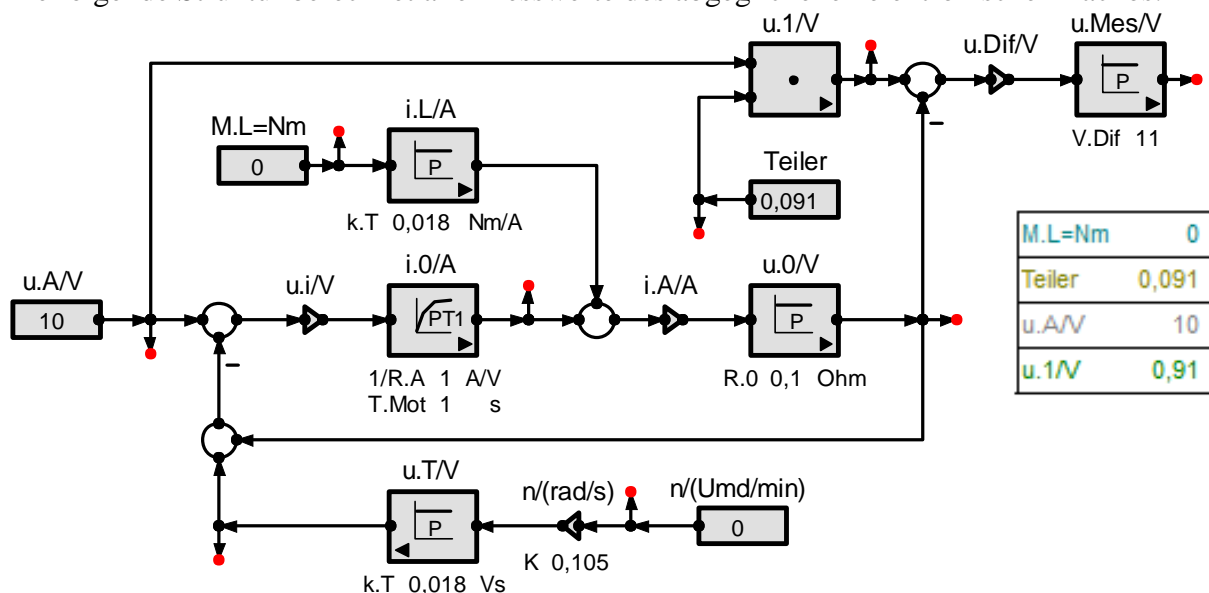 u.1/V
u.Dif/V
u.Mes/V
P
V.Dif 11
M.L=Nm
0
i.L/A
P
k.T 0,018 Nm/A
Teiler
0,091
M.L=Nm 0
Teiler 0,091
u.A/V 10
u.1/V 0,91
u.A/V
10
u.i/V
i.0/A
PT1
1/R.A 1 A/V
T.Mot 1 s
i.A/A
u.0/V
P
R.0 0,1 Ohm
u.T/V
P
k.T 0,018 Vs
n/(rad/s)
K 0,105
n/(Umd/min)
0